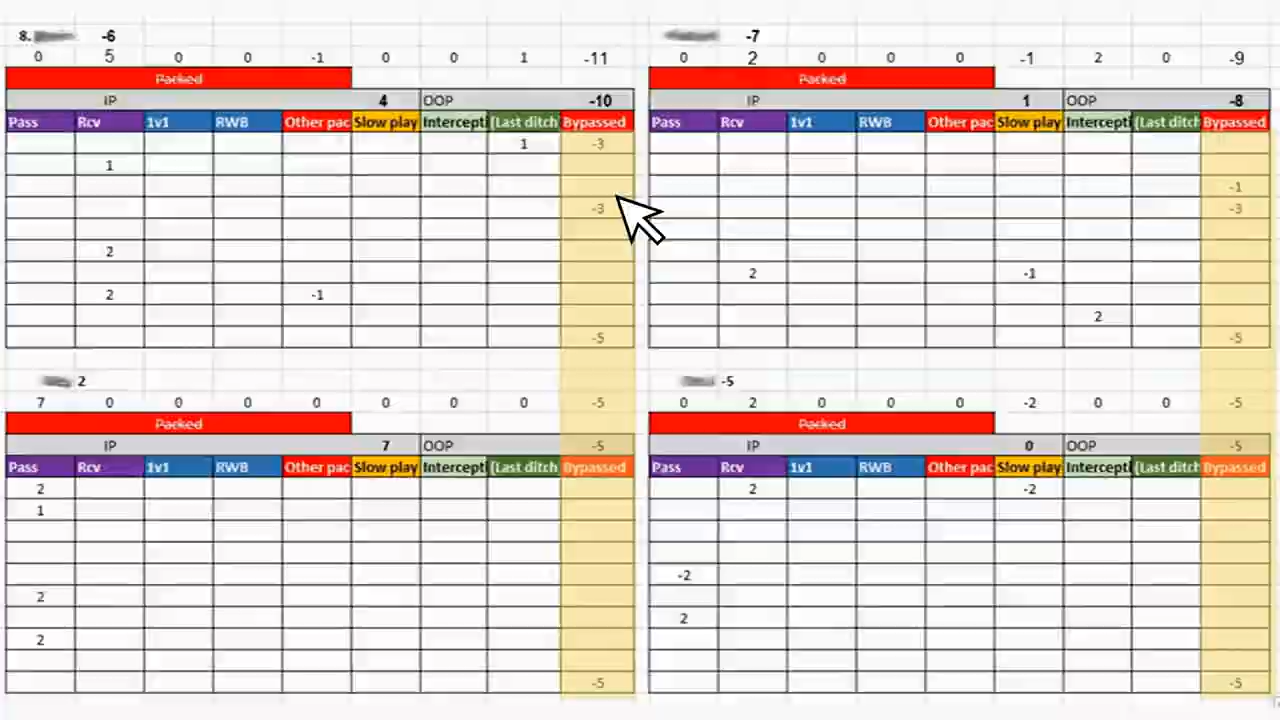 8. -6
0 5 0 0 -1 0 0 1 -11
Packed
IP 4 OOP -10
Pass Rcv 1v1 RWB Other pac Slow play Intercepti (Last ditch Bypassed
1 -3
1
-3
2
2 -1
-5
-7
0 2 0 0 0 -1 2 0 -9
Packed
IP 1 OOP -8
Pass Rcv 1v1 RWB Other pac Slow play Intercepti (Last ditch Bypassed
-1
-3
2 -1
2
-5
2
7 0 0 0 0 0 0 0 -5
Packed
IP 7 OOP -5
Pass Rcv 1v1 RWB Other pac Slow play Intercepti (Last ditch Bypassed
2
1
2
2
-5
-5
0 2 0 0 0 -2 0 0 -5
Packed
IP 0 OOP -5
Pass Rcv 1v1 RWB Other pac Slow play Intercepti (Last ditch Bypassed
2 -2
-2
2
-5